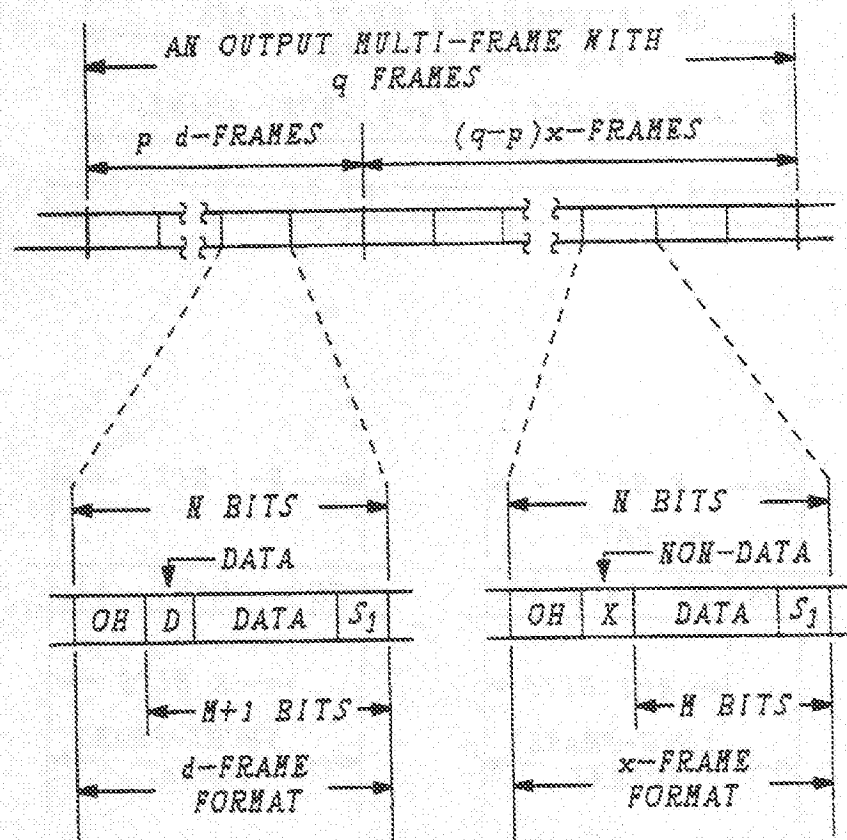 AN OUTPUT MULTI-FRAME WITH
q FRAMES
p d-FRAMES
(q-p)x-FRAMES
N BITS
N BITS
DATA
NON-DATA
OH D DATA S1
OH X DATA S1
M+1 BITS
M BITS
d-FRAME
FORMAT
x-FRAME
FORMAT